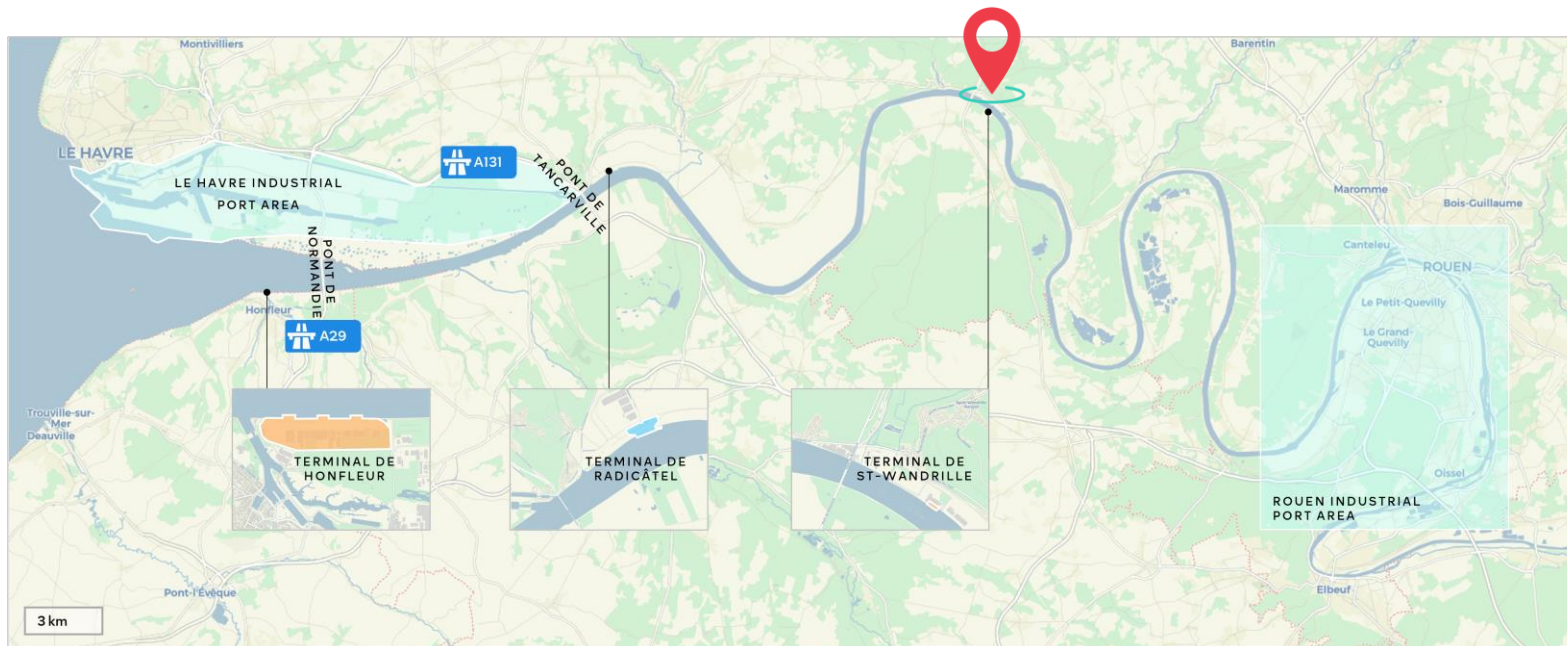 Montivilliers
Barentin
LE HAVRE
A131
PONT DE
TANCARVILLE
LE HAVRE INDUSTRIAL
PORT AREA
Maromme
Bois-Guillaume
PONT DE
NORMANDIE
Canteleu
ROUEN
Honfleur
Le Petit-Quevilly
A29
Le Grand-
Quevilly
Trouville-sur-
Mer
Deauville
TERMINAL DE
HONFLEUR
TERMINAL DE
RADICÂTEL
TERMINAL DE
ST-WANDRILLE
Oissel
ROUEN INDUSTRIAL
PORT AREA
Pont-l'Évêque
Elbeuf
3 km